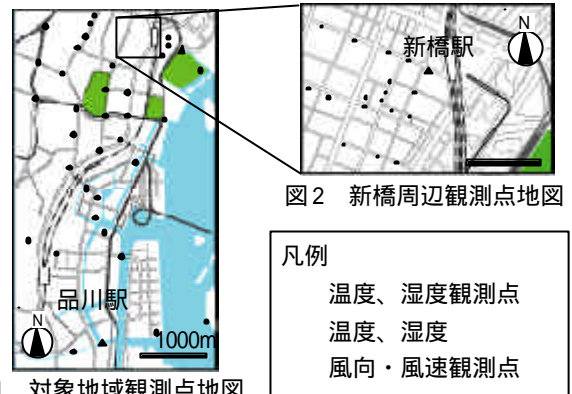 新橋駅
N
図2 新橋周辺観測点地図
品川駅
N
1000m
対象地域観測点地図
凡例
温度、湿度観測点
温度、湿度
風向・風速観測点